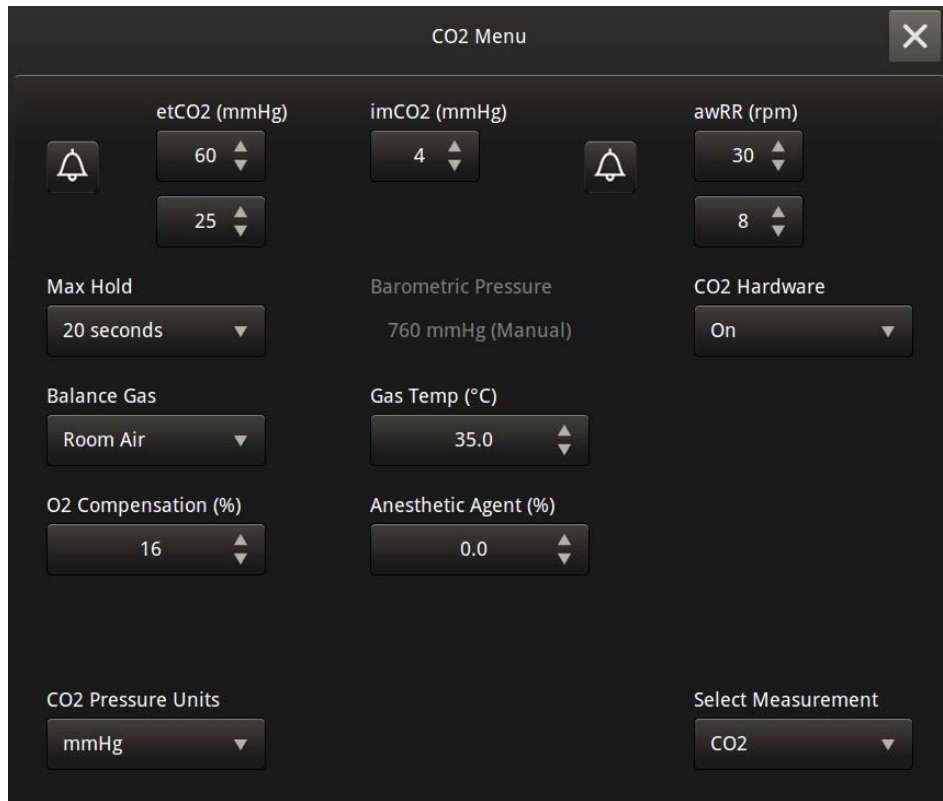 CO2 Menu
etCO2 (mmHg) imCO2 (mmHg) awRR (rpm)
60 4 30
25 8
Max Hold Barometric Pressure CO2 Hardware
20 seconds 760 mmHg (Manual) On
Balance Gas Gas Temp (°C)
Room Air 35.0
O2 Compensation (%) Anesthetic Agent (%)
16 0.0
CO2 Pressure Units Select Measurement
mmHg CO2